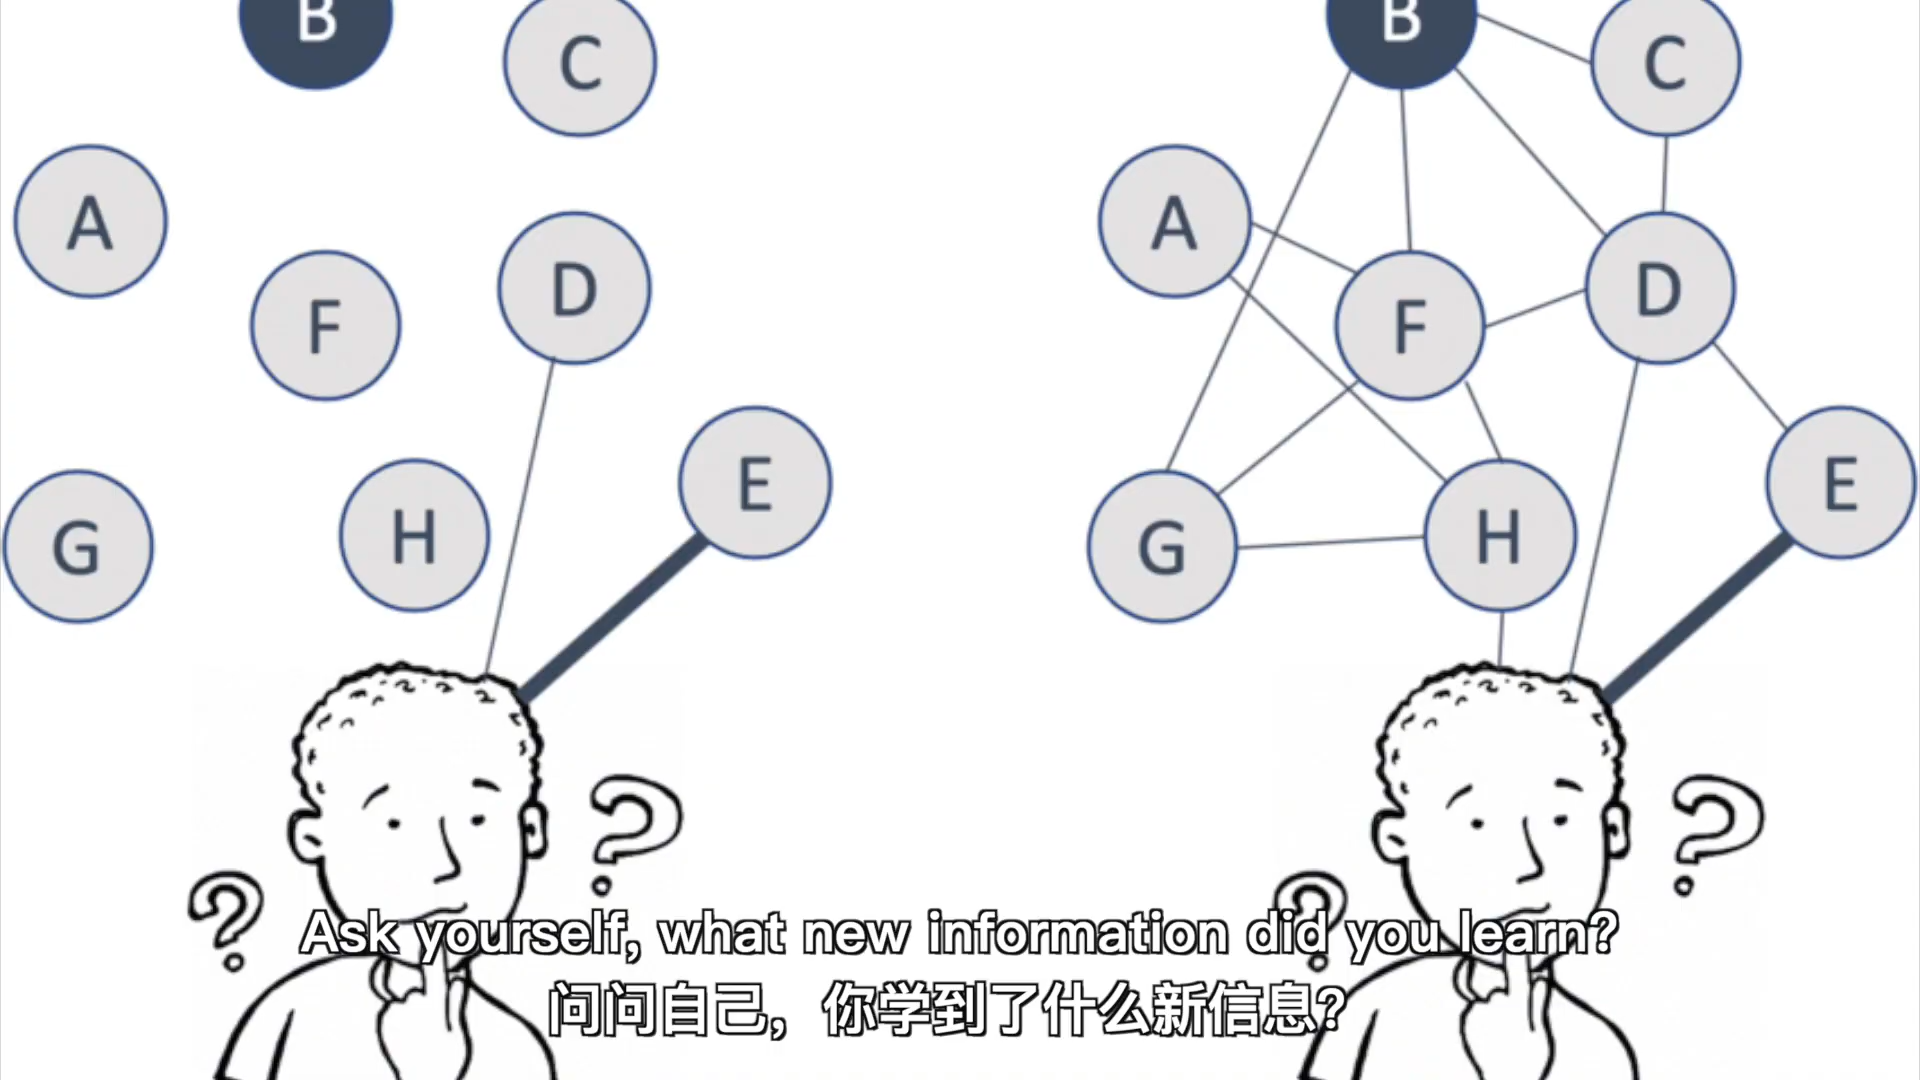 B
C
A
D
F
E
G
H
B
C
A
D
F
E
G
H
?
?
?
?
Ask yourself, what new information did you learn?
问问自己，你学到了什么新信息？